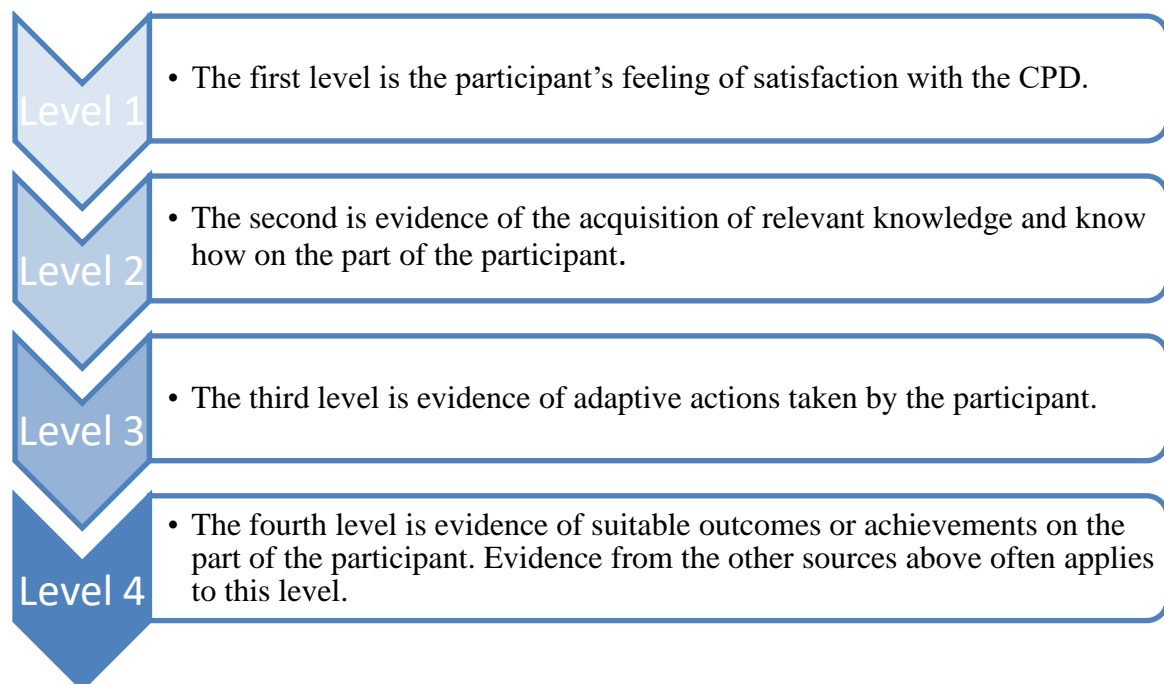 Level 1
• The first level is the participant’s feeling of satisfaction with the CPD.
Level 2
• The second is evidence of the acquisition of relevant knowledge and know
how on the part of the participant.
Level 3
• The third level is evidence of adaptive actions taken by the participant.
Level 4
• The fourth level is evidence of suitable outcomes or achievements on the
part of the participant. Evidence from the other sources above often applies
to this level.